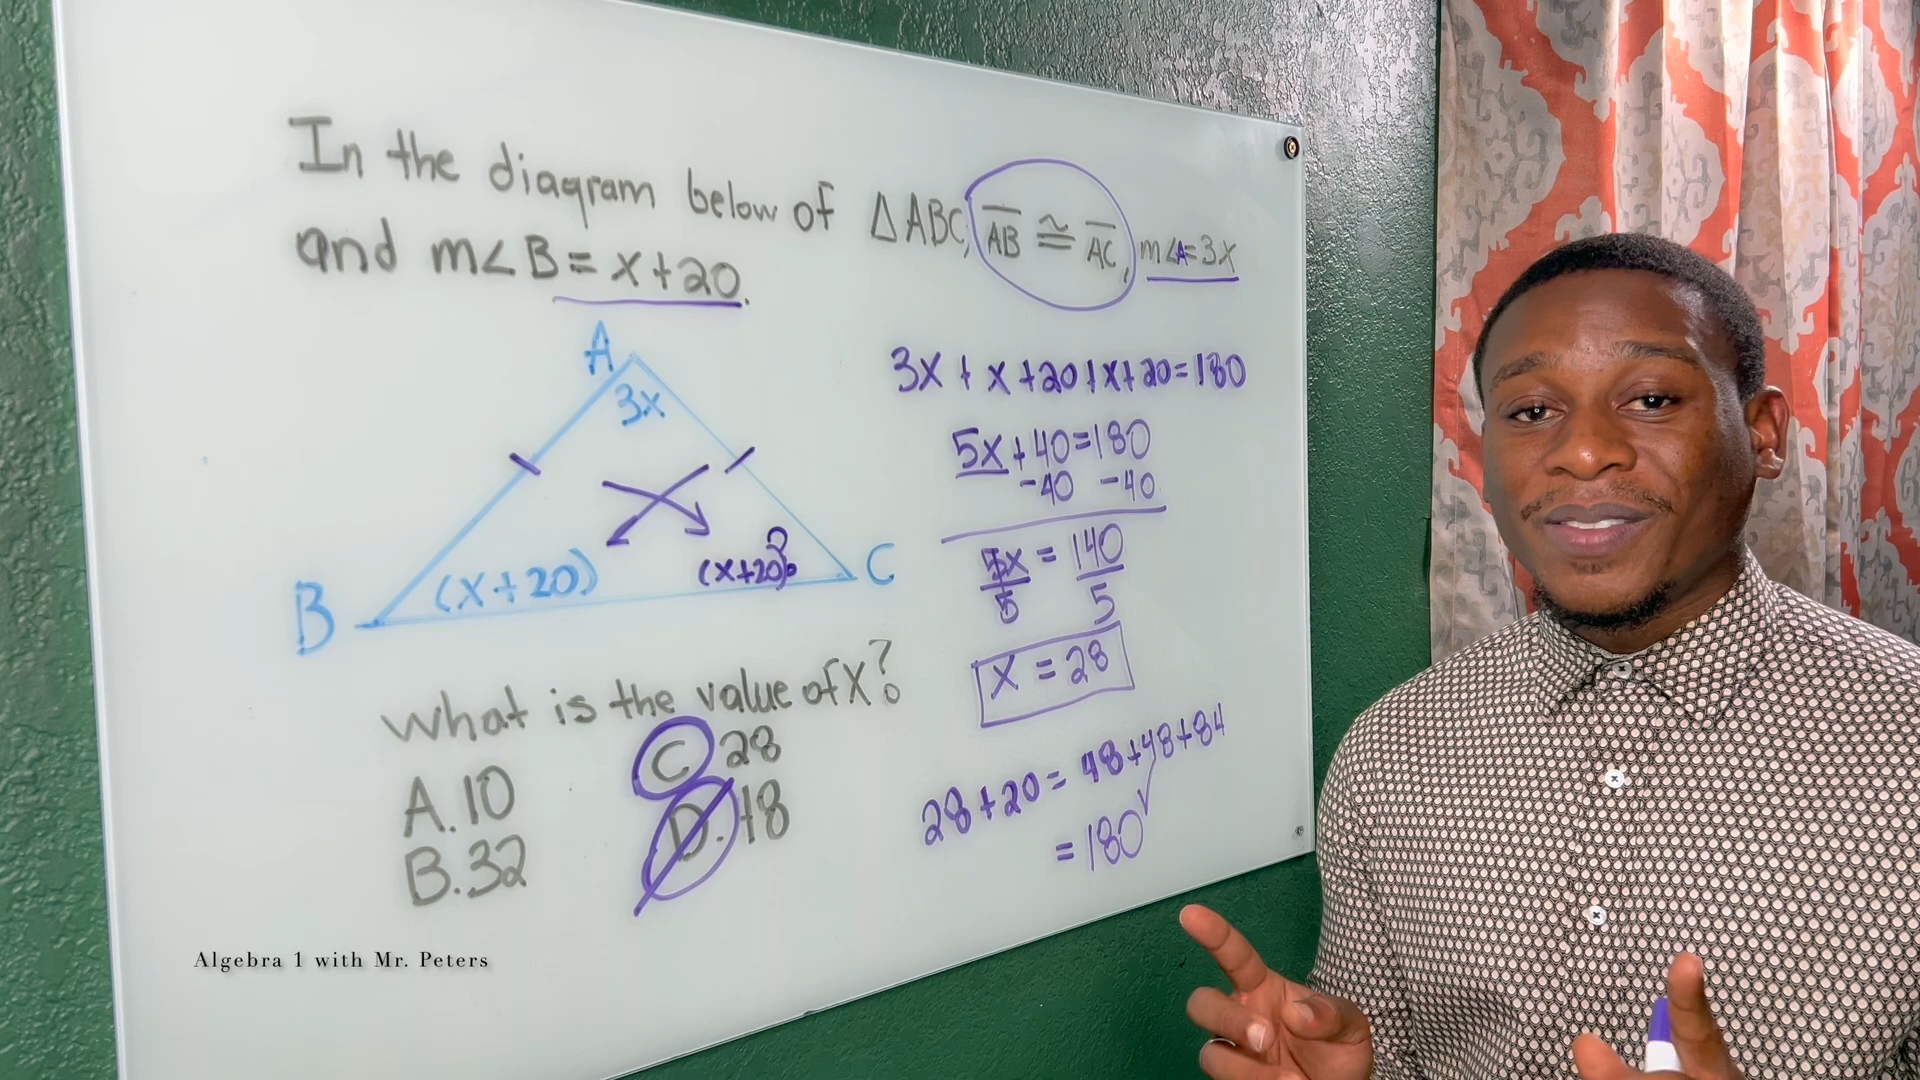 In the diagram below of △ABC, AB ≅ AC, m∠A=3x
and m∠B = x+20.
A
3x
B
(x+20)
(x+20)?
C
3x + x +20+x+20=180
5x+40=180
-40 -40
5x = 140
5 5
x = 28
28+20= 48+48+84
= 180✓
What is the value of X?
A. 10
C 28
B. 32
D. 18
Algebra 1 with Mr. Peters